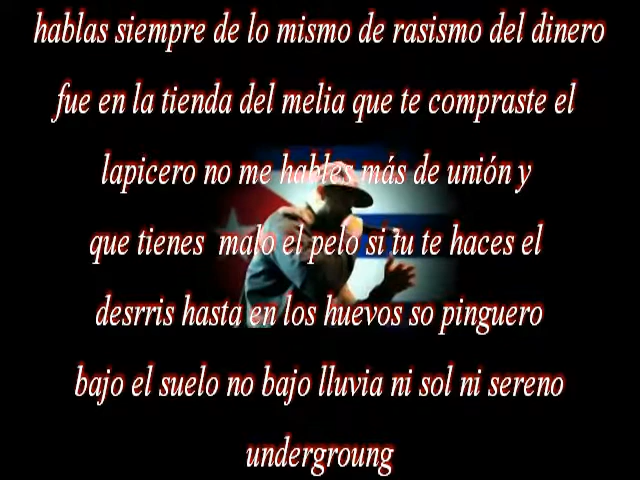 hablas siempre de lo mismo de rasismo del dinero
fue en la tienda del melia que te compraste el
lapicero no me hables más de unión y
que tienes malo el pelo si tu te haces el
desrris hasta en los huevos so pinguero
bajo el suelo no bajo lluvia ni sol ni sereno
undergroung